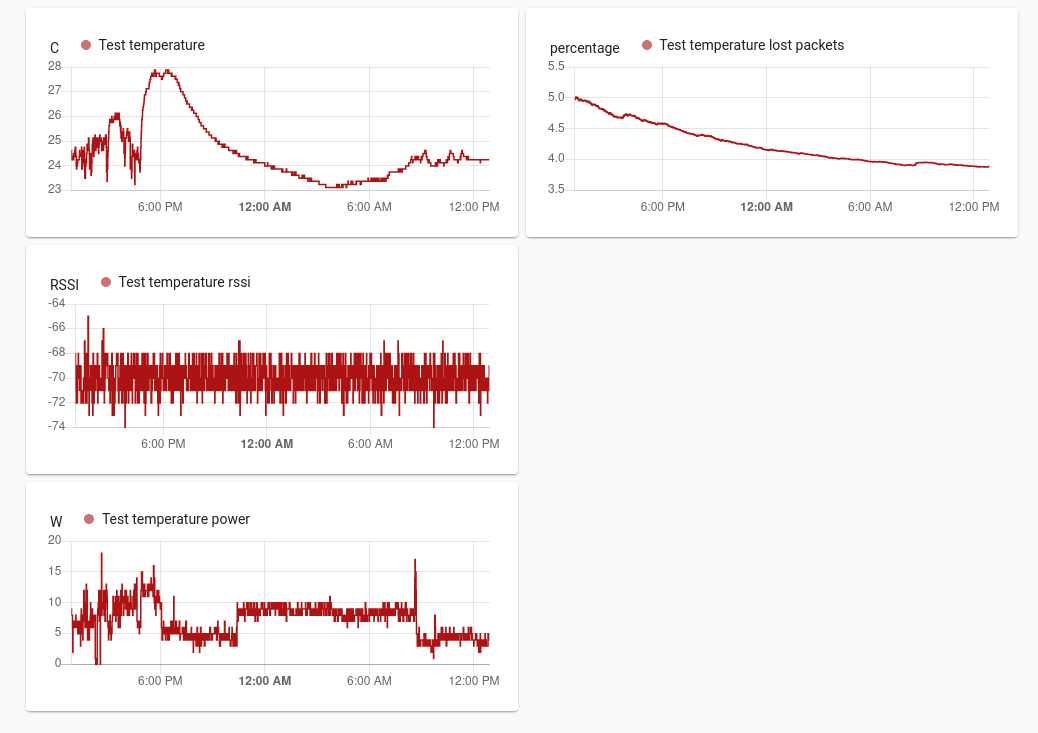 C Test temperature
28
27
26
25
24
23
6:00 PM 12:00 AM 6:00 AM 12:00 PM
percentage Test temperature lost packets
5.5
5.0
4.5
4.0
3.5
6:00 PM 12:00 AM 6:00 AM 12:00 PM
RSSI Test temperature rssi
-64
-66
-68
-70
-72
-74
6:00 PM 12:00 AM 6:00 AM 12:00 PM
W Test temperature power
20
15
10
5
0
6:00 PM 12:00 AM 6:00 AM 12:00 PM